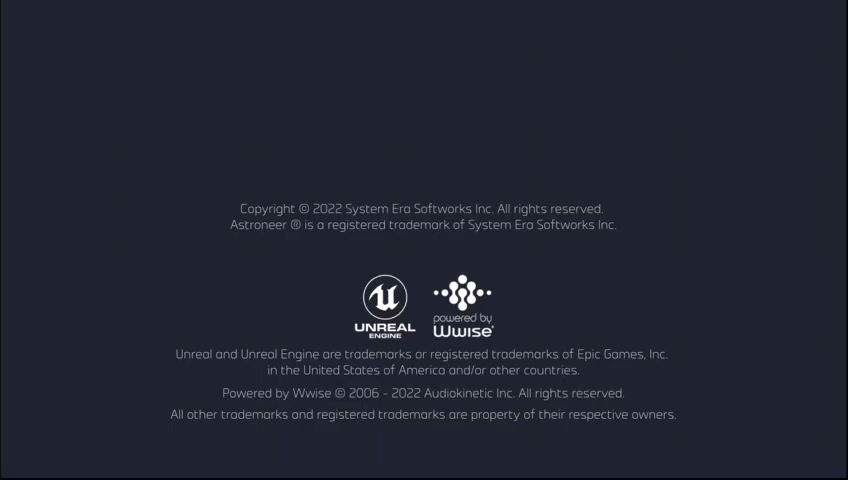 Copyright © 2022 System Era Softworks Inc. All rights reserved.
Astroneer ® is a registered trademark of System Era Softworks Inc.
UNREAL
ENGINE
powered by
Wwise®
Unreal and Unreal Engine are trademarks or registered trademarks of Epic Games, Inc.
in the United States of America and/or other countries.
Powered by Wwise © 2006 - 2022 Audiokinetic Inc. All rights reserved.
All other trademarks and registered trademarks are property of their respective owners.